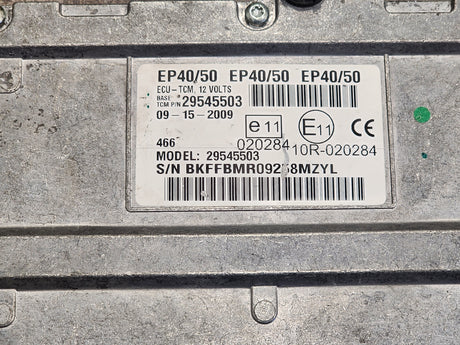 EP40/50 EP40/50 EP40/50
ECU-TCM, 12 VOLTS
BASE
TCM P/N 29545503
09-15-2009
e11 E11 CE
020284 10R-020284
466
MODEL: 29545503